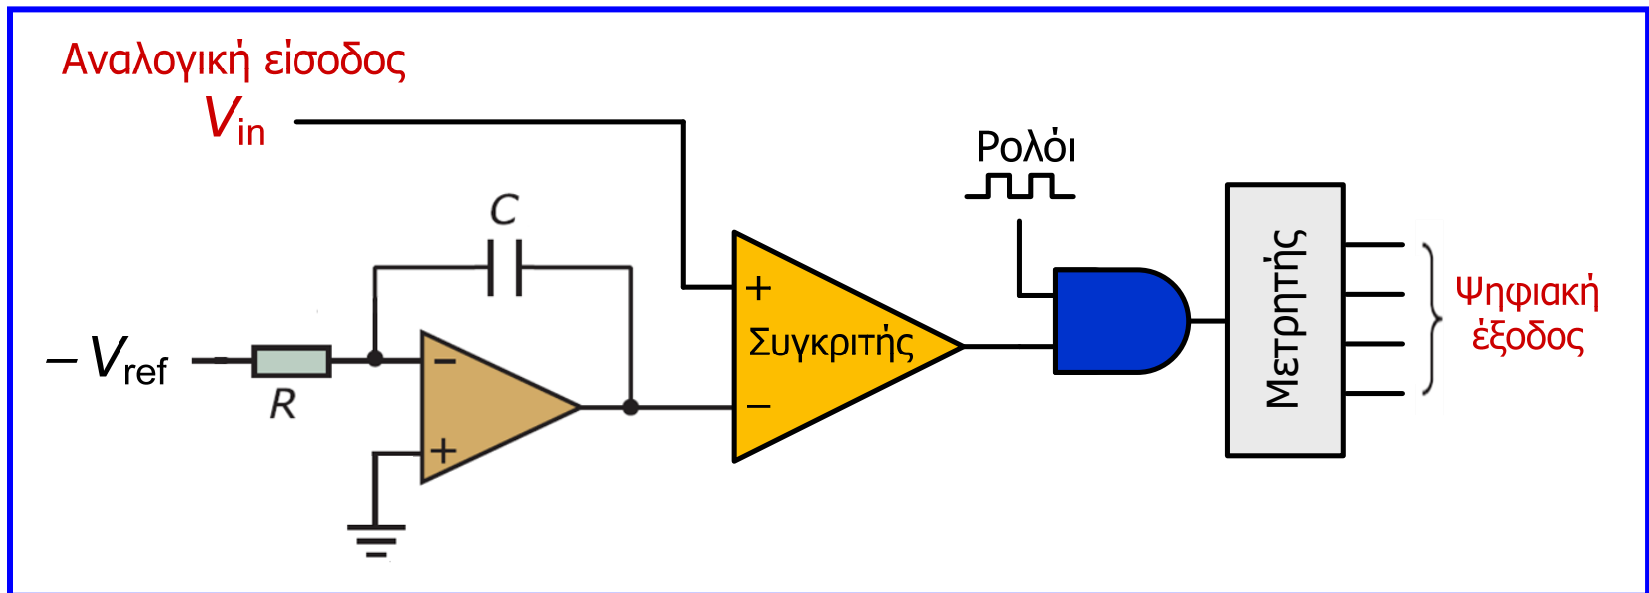 Αναλογική είσοδος
Vin
Ρολόι
C
+
Συγκριτής
−
Μετρητής
Ψηφιακή
έξοδος
−Vref
R
−
+